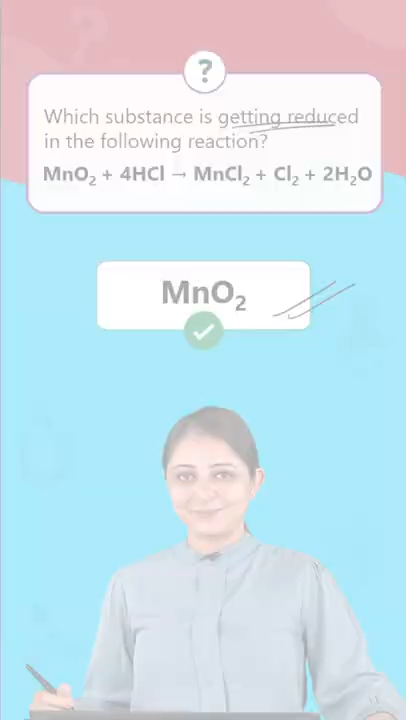 ?
Which substance is getting reduced
in the following reaction?
MnO₂ + 4HCl → MnCl₂ + Cl₂ + 2H₂O
MnO₂